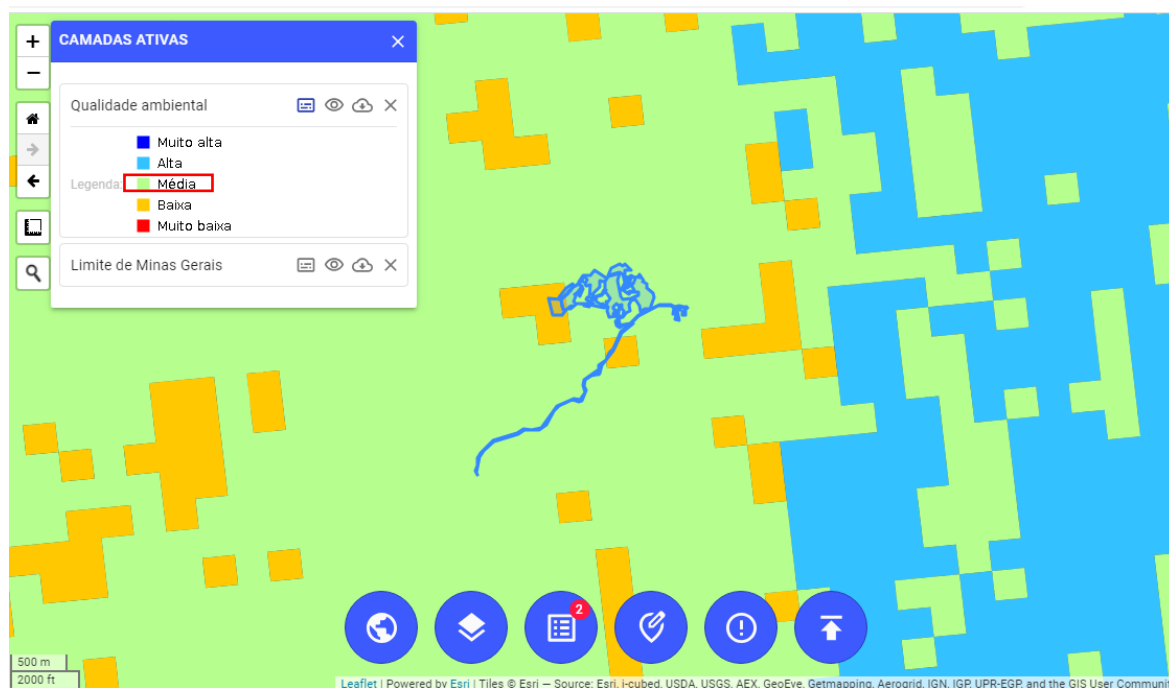 +
CAMADAS ATIVAS
−
Qualidade ambiental
Muito alta
Alta
Legenda:
Média
Baixa
Muito baixa
Limite de Minas Gerais
2
500 m
2000 ft
Leaflet | Powered by Esri | Tiles © Esri — Source: Esri, i-cubed, USDA, USGS, AEX, GeoEye, Getmapping, Aerogrid, IGN, IGP, UPR-EGP, and the GIS User Communi